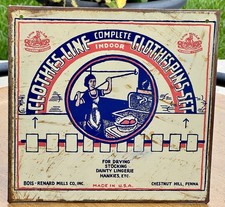 COMPLETE
CLOTHES-LINE INDOOR CLOTHESPINS-SET
FOR DRYING
STOCKING
DAINTY LINGERIE
HANKIES, ETC.
BOIS-RENARD MILLS CO., INC.
CHESTNUT HILL, PENNA
MADE IN U.S.A.